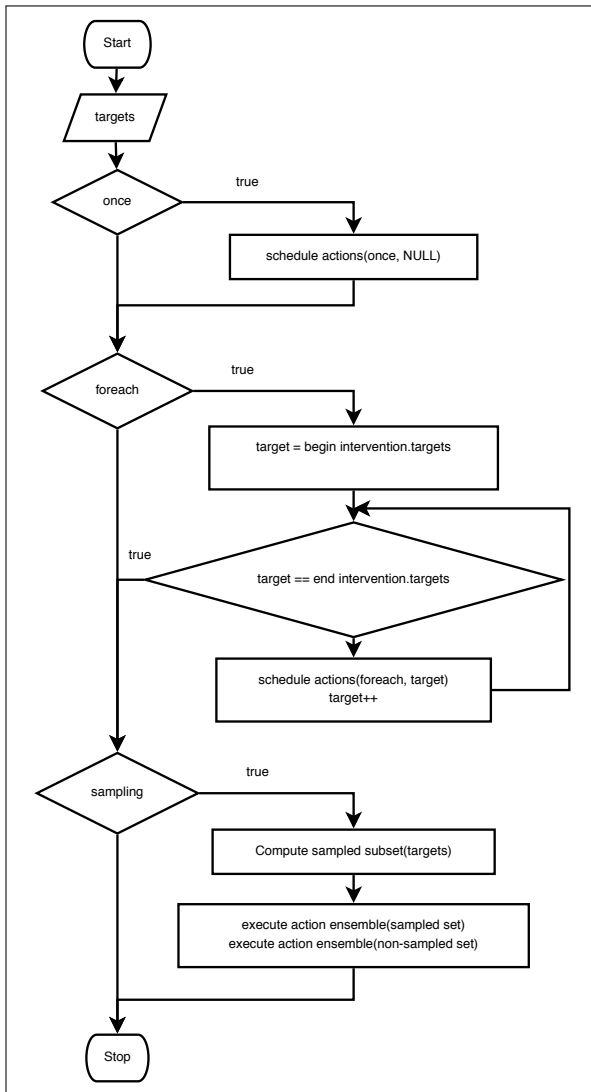 Start
targets
once
true
schedule actions(once, NULL)
foreach
true
target = begin intervention.targets
true
target == end intervention.targets
schedule actions(foreach, target)
target++
sampling
true
Compute sampled subset(targets)
execute action ensemble(sampled set)
execute action ensemble(non-sampled set)
Stop